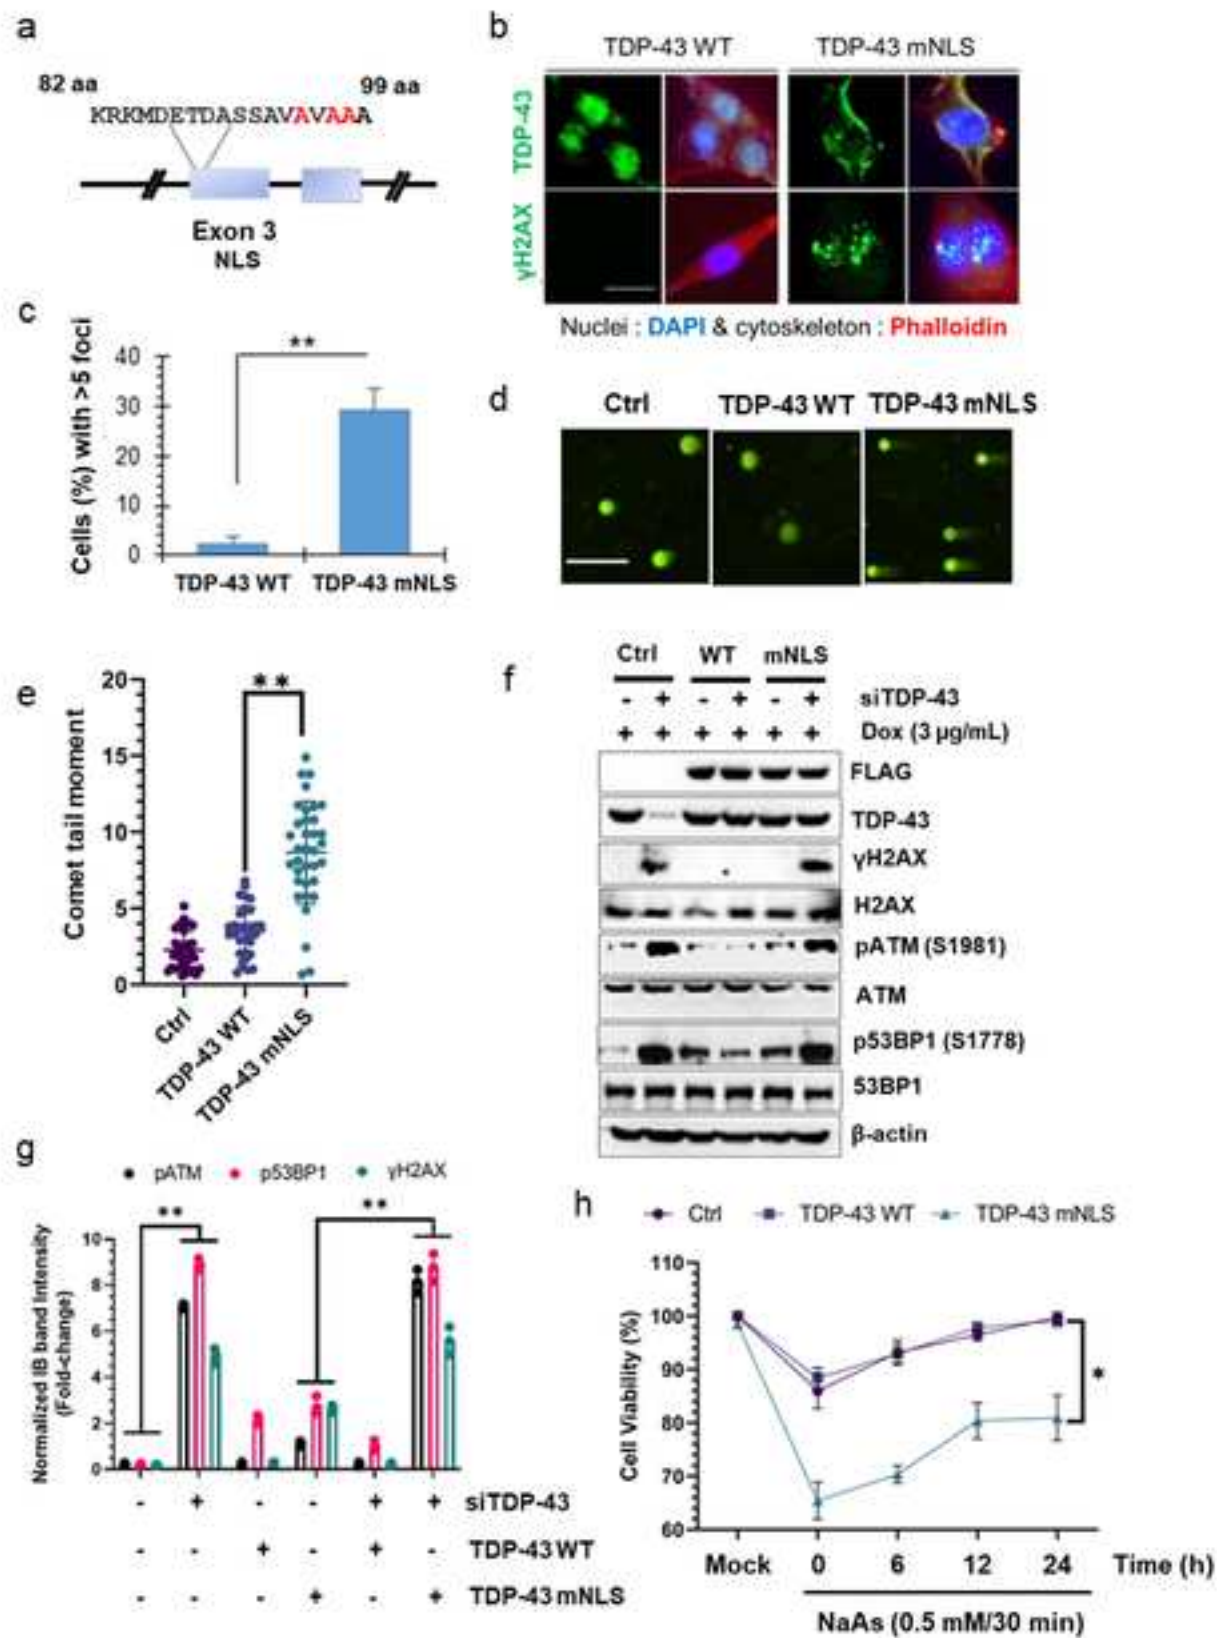 a
82 aa
99 aa
KRKMDETDASSAVAVAAA
Exon 3
NLS
b
TDP-43 WT
TDP-43 mNLS
TDP-43
γH2AX
Nuclei : DAPI & cytoskeleton : Phalloidin
c
Cells (%) with >5 foci
40
30
20
10
0
**
TDP-43 WT
TDP-43 mNLS
d
Ctrl
TDP-43 WT
TDP-43 mNLS
e
Comet tail moment
20
15
10
5
0
**
Ctrl
TDP-43 WT
TDP-43 mNLS
f
Ctrl WT mNLS
- + - + - + siTDP-43
+ + + + + + Dox (3 μg/mL)
FLAG
TDP-43
γH2AX
H2AX
pATM (S1981)
ATM
p53BP1 (S1778)
53BP1
β-actin
g
pATM p53BP1 γH2AX
Normalized IB band Intensity
(Fold-change)
10
8
6
4
2
0
**
**
- + - - + + siTDP-43
- - + - + - TDP-43 WT
- - - + - + TDP-43 mNLS
h
Ctrl TDP-43 WT TDP-43 mNLS
Cell Viability (%)
110
100
90
80
70
60
*
Mock 0 6 12 24 Time (h)
NaAs (0.5 mM/30 min)